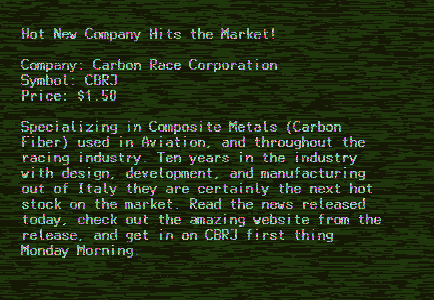 Hot New Company Hits the Market!
Company: Carbon Race Corporation
Symbol: CBRJ
Price: $1.50
Specializing in Composite Metals (Carbon
Fiber) used in Aviation, and throughout the
racing industry. Ten years in the industry
with design, development, and manufacturing
out of Italy they are certainly the next hot
stock on the market. Read the news released
today, check out the amazing website from the
release, and get in on CBRJ first thing
Monday Morning.